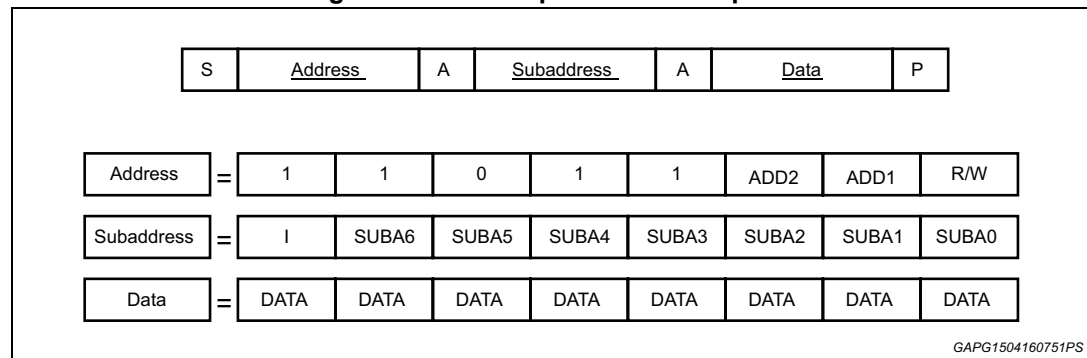 S Address A Subaddress A Data P
Address = 1 1 0 1 1 ADD2 ADD1 R/W
Subaddress = I SUBA6 SUBA5 SUBA4 SUBA3 SUBA2 SUBA1 SUBA0
Data = DATA DATA DATA DATA DATA DATA DATA DATA
GAPG1504160751PS